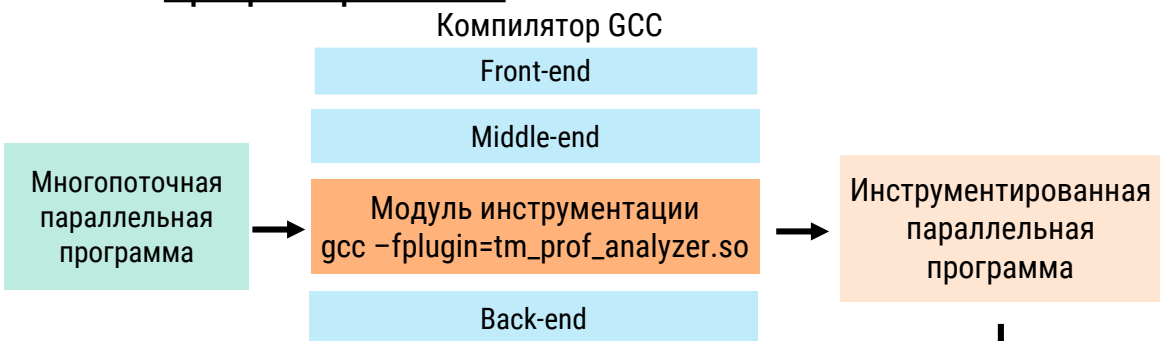 Компилятор GCC
Front-end
Middle-end
Многопоточная
параллельная
программа
Модуль инструментации
gcc –fplugin=tm_prof_analyzer.so
Инструментированная
параллельная
программа
Back-end